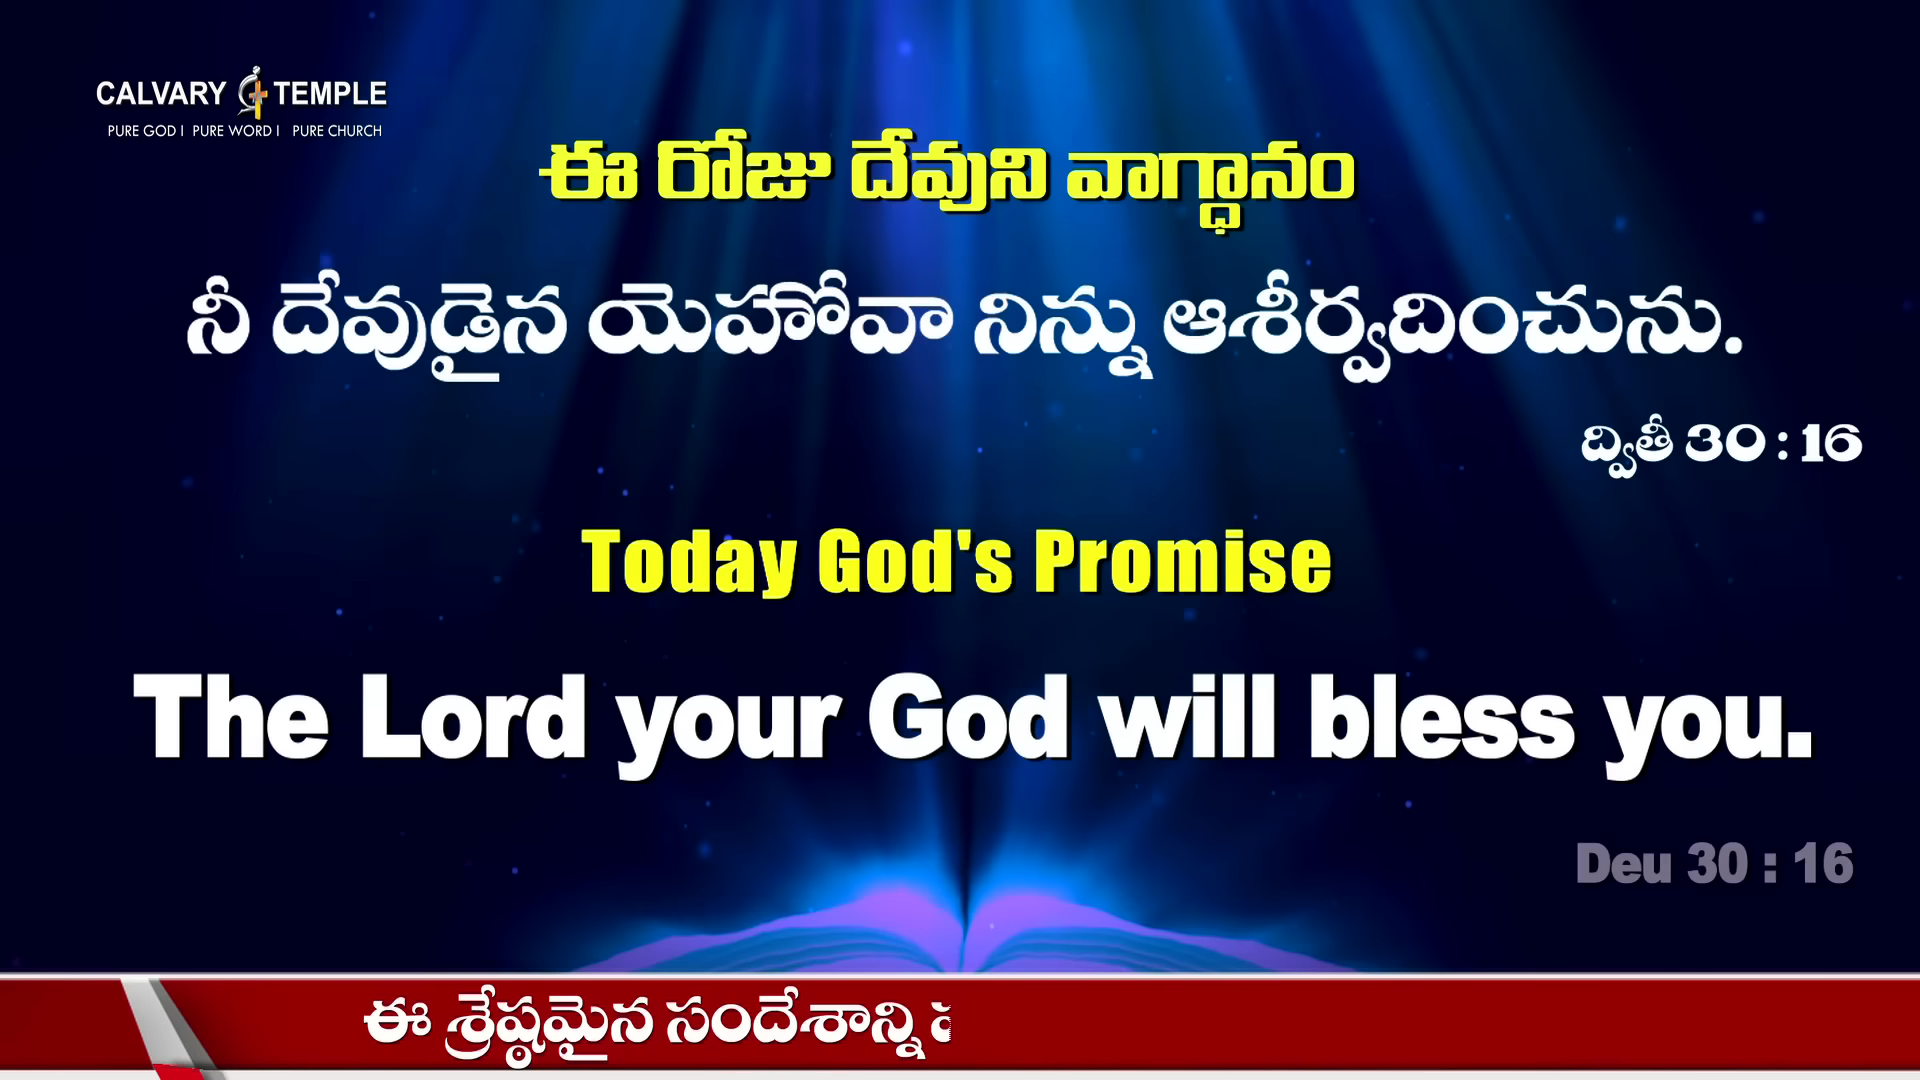 CALVARY TEMPLE
PURE GOD I PURE WORD I PURE CHURCH
ఈ రోజు దేవుని వాగ్ధానం
నీ దేవుడైన యెహోవా నిన్ను ఆశీర్వదించును.
ద్వితీ 30 : 16
Today God's Promise
The Lord your God will bless you.
Deu 30 : 16
ఈ శ్రేష్ఠమైన సందేశాన్ని